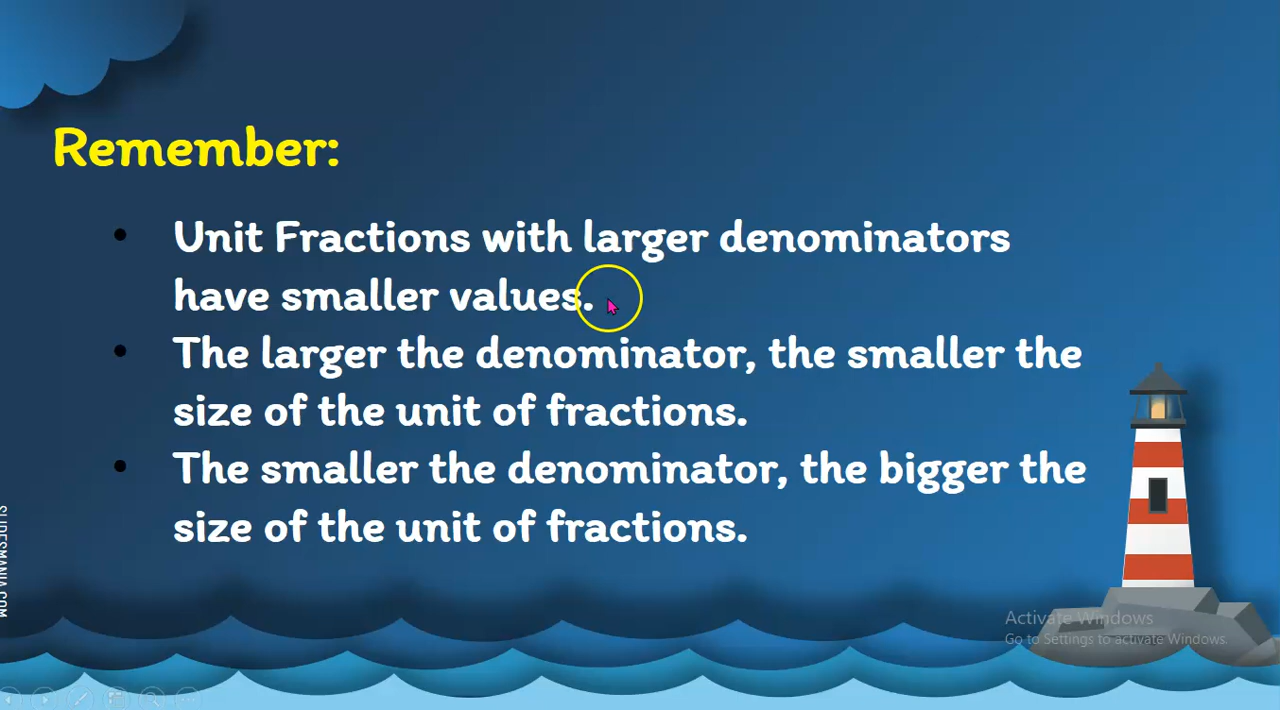 Remember:
• Unit Fractions with larger denominators
have smaller values.
• The larger the denominator, the smaller the
size of the unit of fractions.
• The smaller the denominator, the bigger the
size of the unit of fractions.
SLIDESMANIA.COM
Activate Windows
Go to Settings to activate Windows.